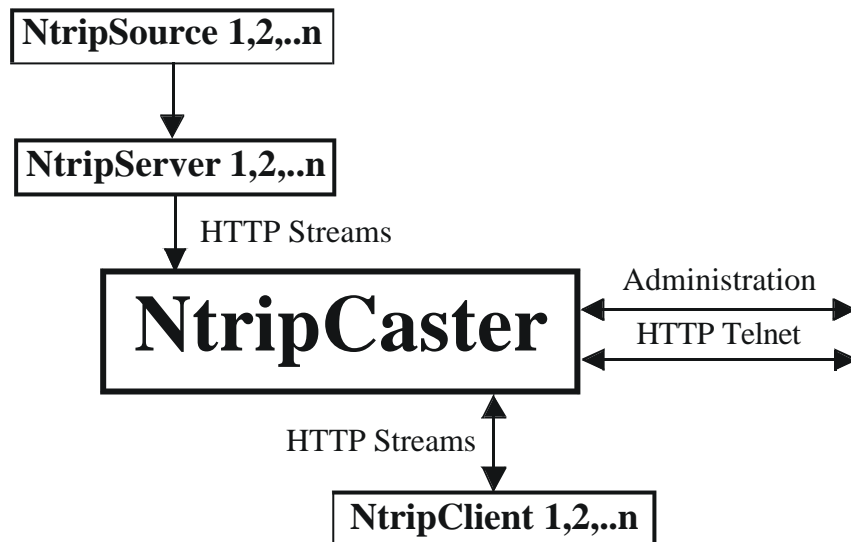 NtripSource 1,2,..n
NtripServer 1,2,..n
HTTP Streams
NtripCaster
Administration
HTTP Telnet
HTTP Streams
NtripClient 1,2,..n